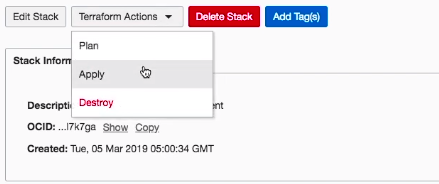 Edit Stack Terraform Actions Delete Stack Add Tag(s)
Plan
Stack Inform
Apply
Descripti ent
Destroy
OCID: ...l7k7ga Show Copy
Created: Tue, 05 Mar 2019 05:00:34 GMT